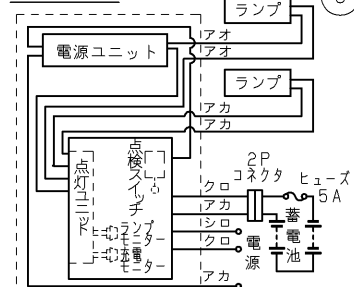 ランプ
アオ
電源ユニット
アオ
ランプ
アカ
アカ
点検スイッチ
点灯ユニット
2P
コネクタ
ヒューズ
5A
クロ
アカ
シロ
クロ
ランプ
モニター
充電
モニター
電源
蓄電池
アカ